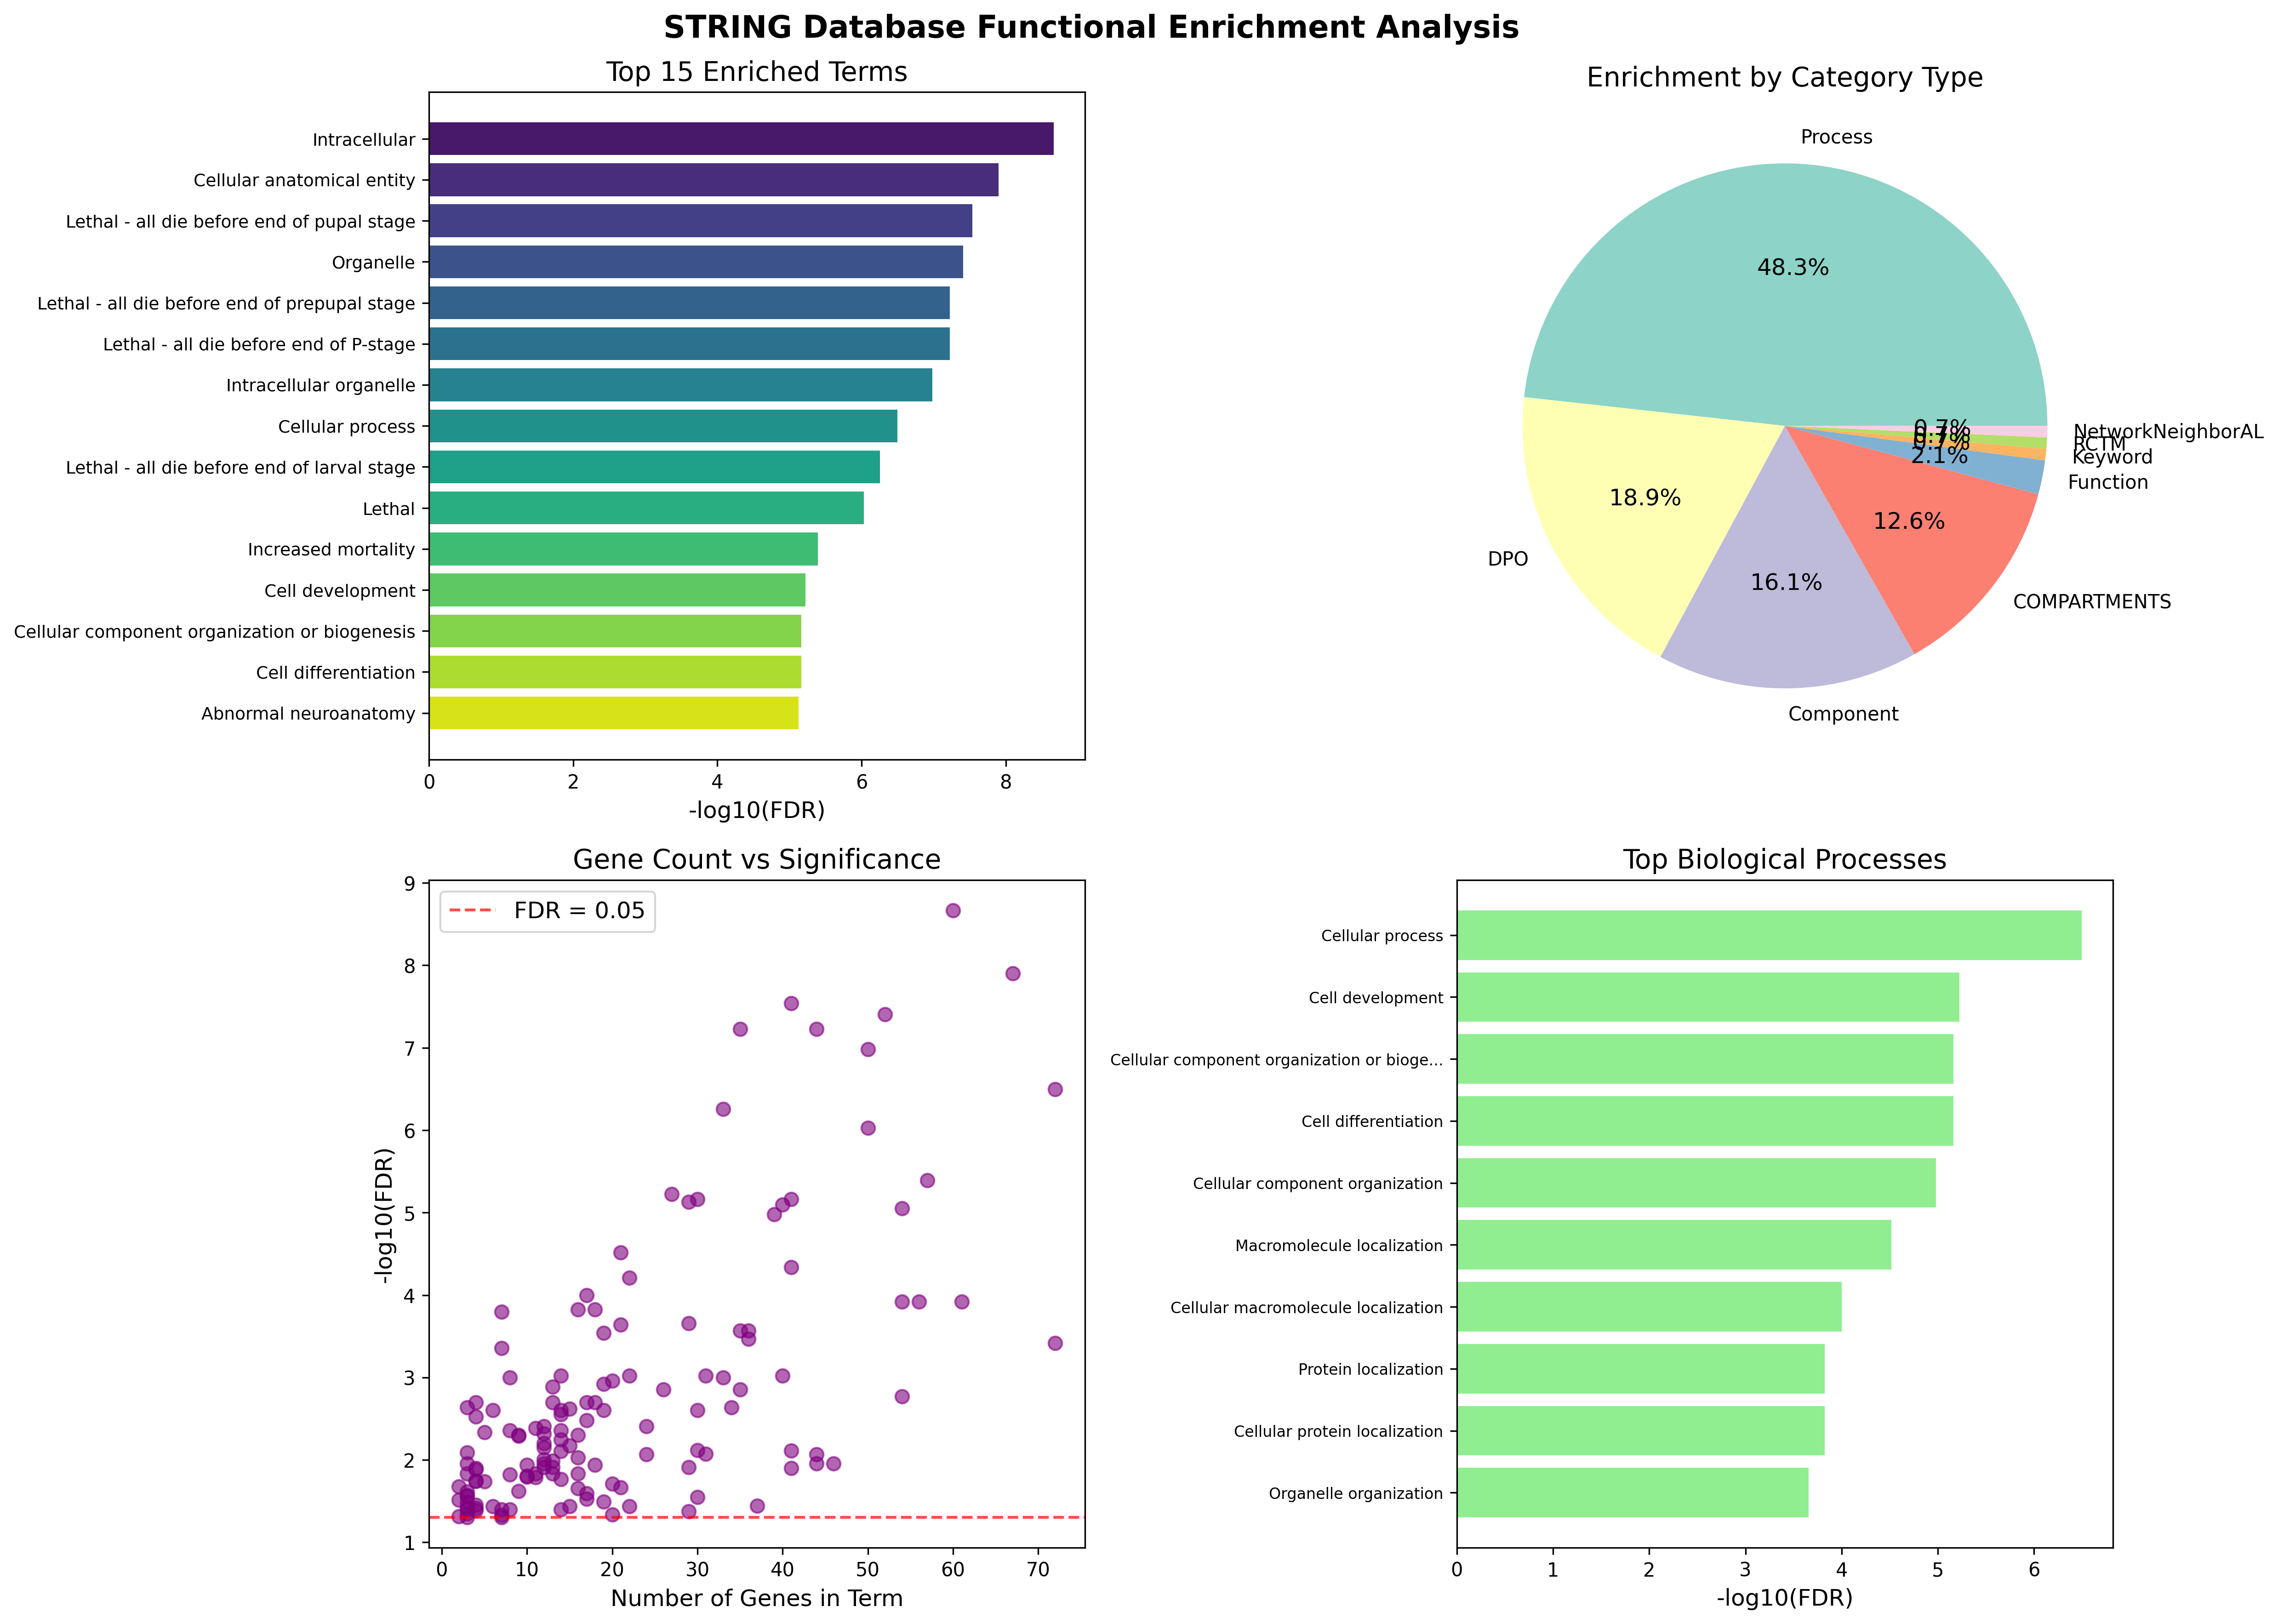 STRING Database Functional Enrichment Analysis
Top 15 Enriched Terms
Intracellular
Cellular anatomical entity
Lethal - all die before end of pupal stage
Organelle
Lethal - all die before end of prepupal stage
Lethal - all die before end of P-stage
Intracellular organelle
Cellular process
Lethal - all die before end of larval stage
Lethal
Increased mortality
Cell development
Cellular component organization or biogenesis
Cell differentiation
Abnormal neuroanatomy
0 2 4 6 8
-log10(FDR)
Enrichment by Category Type
Process
48.3%
DPO
18.9%
Component
16.1%
COMPARTMENTS
12.6%
Function
2.1%
Keyword
0.7%
RCTM
NetworkNeighborAL
0.7%
Gene Count vs Significance
FDR = 0.05
9
8
7
6
5
4
3
2
1
-log10(FDR)
0 10 20 30 40 50 60 70
Number of Genes in Term
Top Biological Processes
Cellular process
Cell development
Cellular component organization or bioge...
Cell differentiation
Cellular component organization
Macromolecule localization
Cellular macromolecule localization
Protein localization
Cellular protein localization
Organelle organization
0 1 2 3 4 5 6
-log10(FDR)